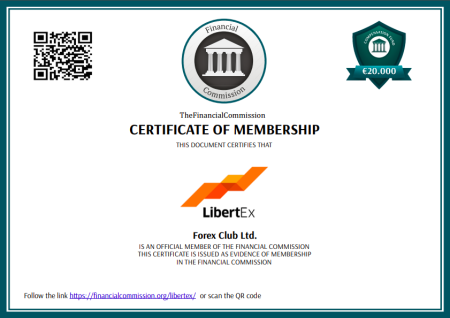 Financial
Commission
COMPENSATION FUND
€20.000
TheFinancialCommission
CERTIFICATE OF MEMBERSHIP
THIS DOCUMENT CERTIFIES THAT
LibertEx
Forex Club Ltd.
IS AN OFFICIAL MEMBER OF THE FINANCIAL COMMISSION
THIS CERTIFICATE IS ISSUED AS EVIDENCE OF MEMBERSHIP
IN THE FINANCIAL COMMISSION
Follow the link https://financialcommission.org/libertex/ or scan the QR code